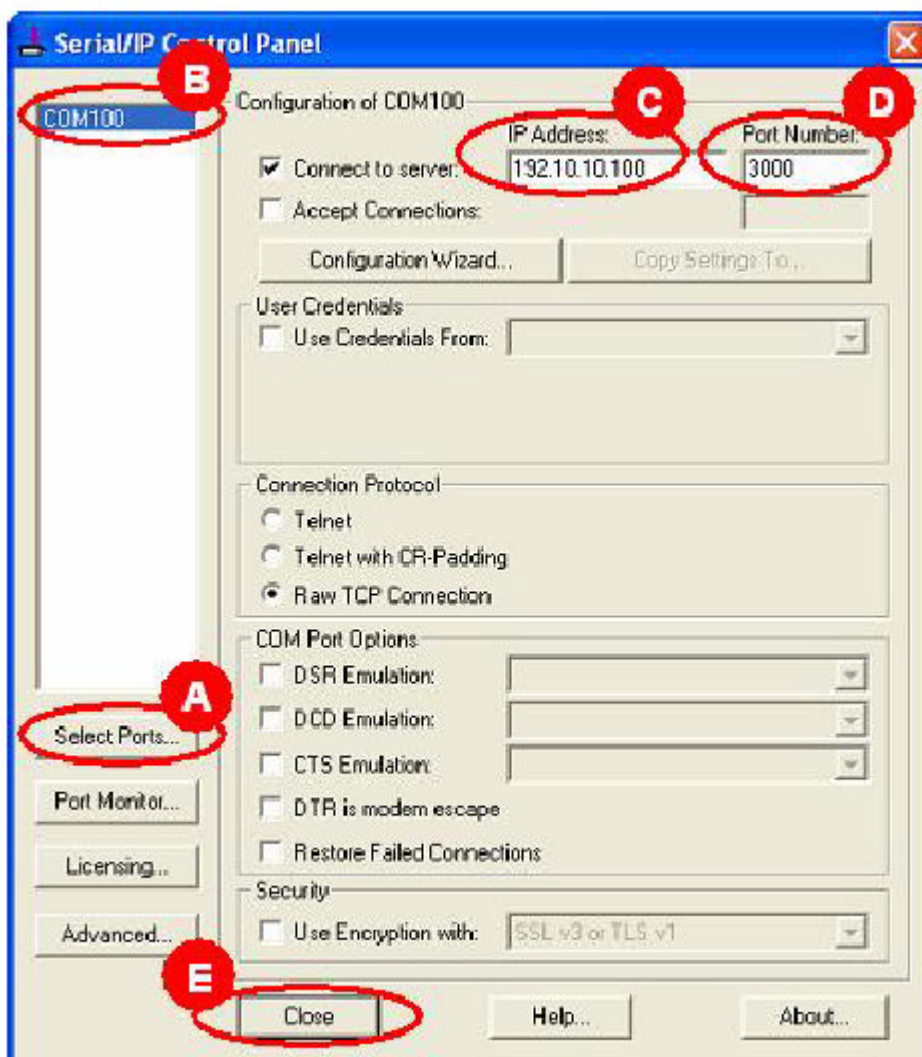 Serial/IP Control Panel
B
COM100
Configuration of COM100
C
D
IP Address:
Port Number:
Connect to server:
192.10.10.100
3000
Accept Connections:
Configuration Wizard...
Copy Settings To...
User Credentials
Use Credentials From:
Connection Protocol
Telnet
Telnet with CR-Padding
Raw TCP Connection
COM Port Options
DSR Emulation:
A
Select Ports...
DCD Emulation:
CTS Emulation:
Port Monitor...
DTR is modem escape
Restore Failed Connections
Licensing...
Security
Advanced...
Use Encryption with:
SSL v3 or TLS v1
E
Close
Help...
About...